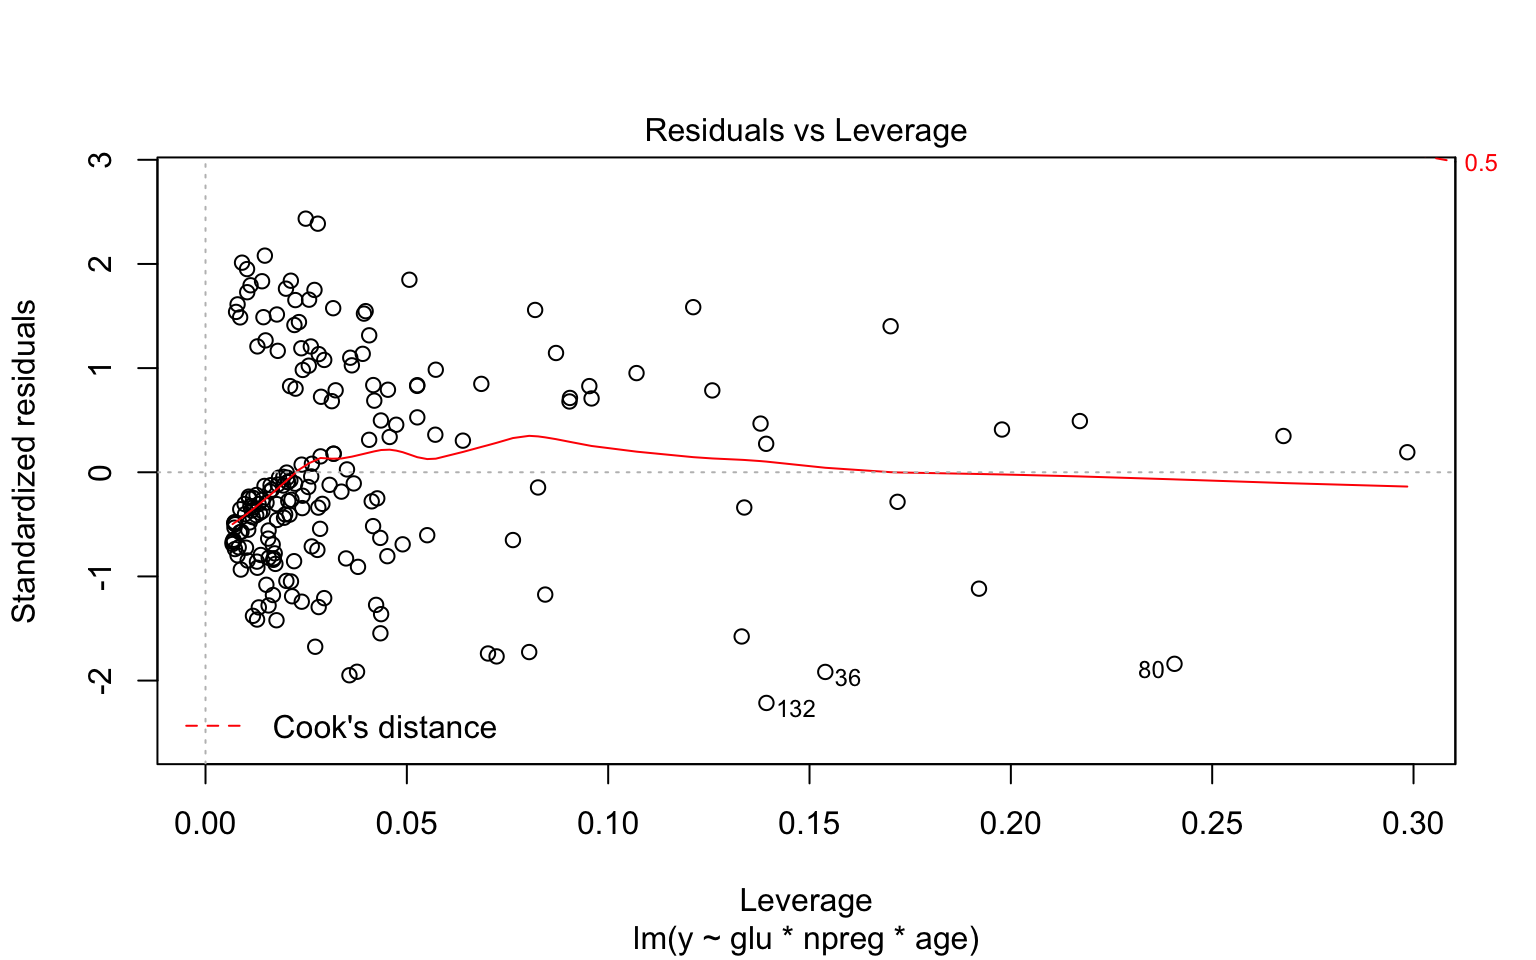 Residuals vs Leverage
Standardized residuals
3
2
1
0
-1
-2
0.5
80
36
132
Cook's distance
0.00 0.05 0.10 0.15 0.20 0.25 0.30
Leverage
lm(y ~ glu * npreg * age)